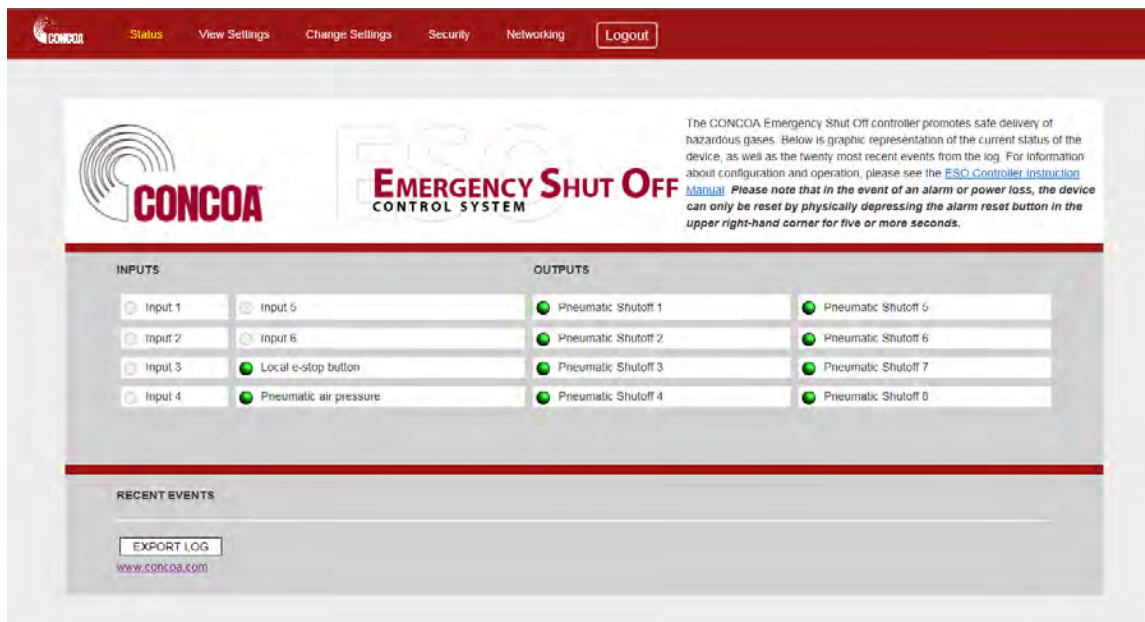 CONCOA Status View Settings Change Settings Security Networking Logout
CONCOA
ESO
EMERGENCY SHUT OFF
CONTROL SYSTEM
The CONCOA Emergency Shut Off controller promotes safe delivery of
hazardous gases. Below is graphic representation of the current status of the
device, as well as the twenty most recent events from the log. For information
about configuration and operation, please see the ESO Controller Instruction
Manual. Please note that in the event of an alarm or power loss, the device
can only be reset by physically depressing the alarm reset button in the
upper right-hand corner for five or more seconds.
INPUTS OUTPUTS
Input 1 Input 5 Pneumatic Shutoff 1 Pneumatic Shutoff 5
Input 2 Input 6 Pneumatic Shutoff 2 Pneumatic Shutoff 6
Input 3 Local e-stop button Pneumatic Shutoff 3 Pneumatic Shutoff 7
Input 4 Pneumatic air pressure Pneumatic Shutoff 4 Pneumatic Shutoff 8
RECENT EVENTS
EXPORT LOG
www.concoa.com